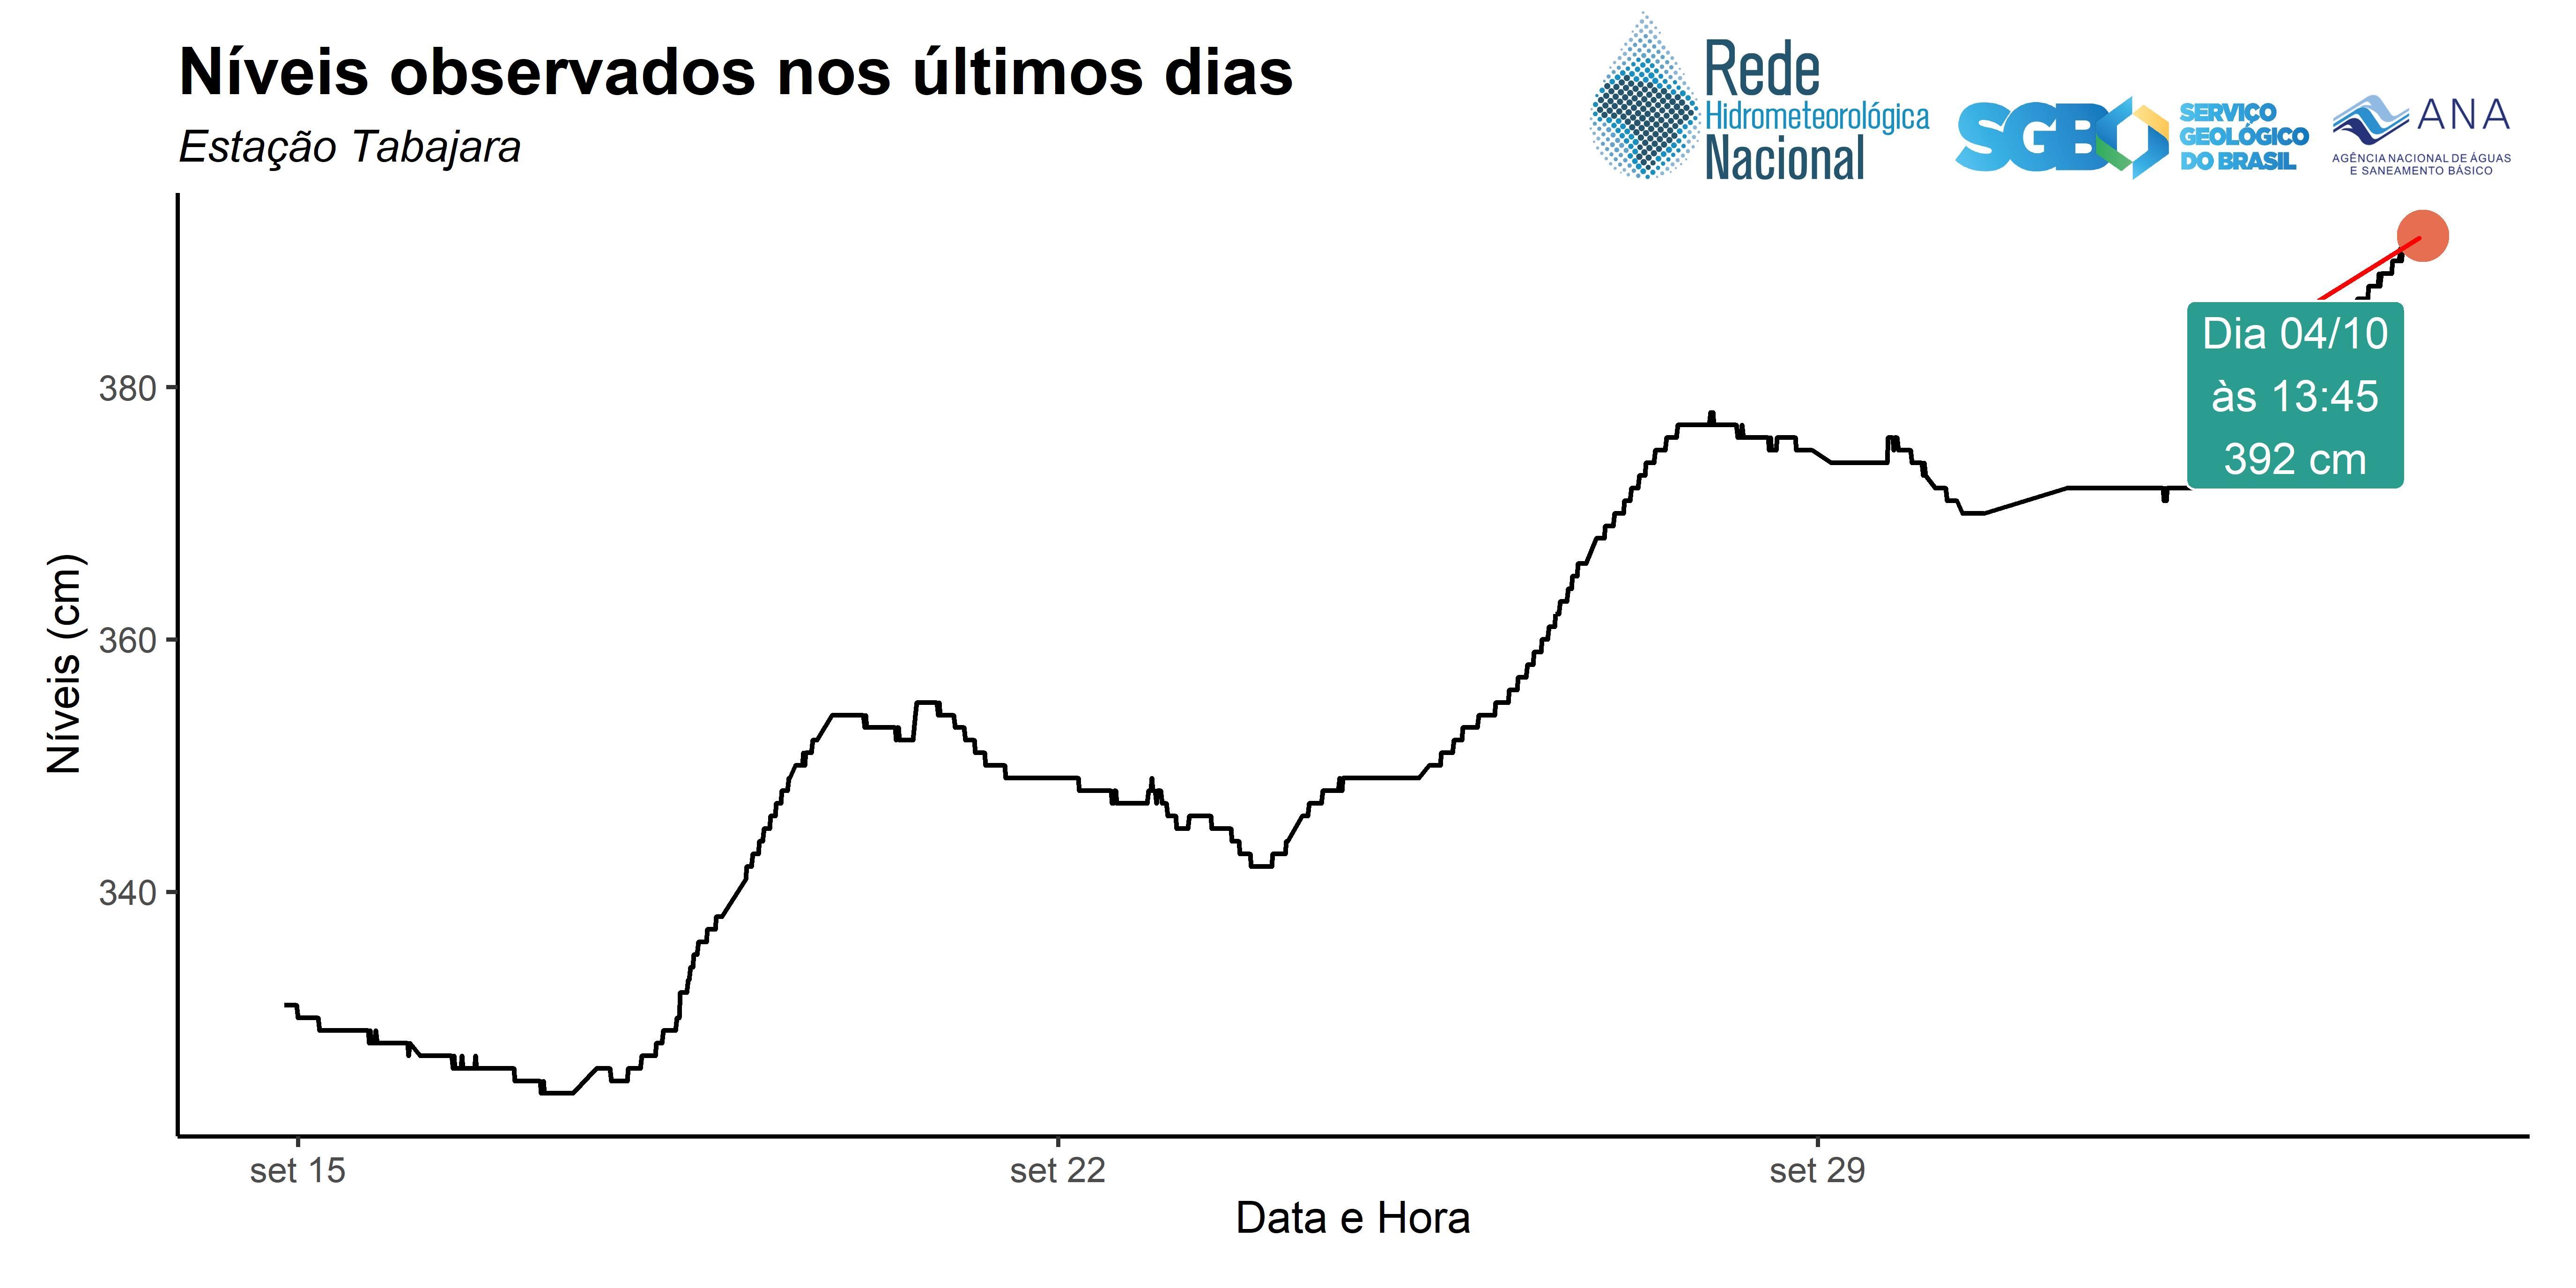 Níveis observados nos últimos dias
Estação Tabajara
Rede
Hidrometeorológica
Nacional
SGB
SERVIÇO
GEOLÓGICO
DO BRASIL
ANA
AGÊNCIA NACIONAL DE ÁGUAS
E SANEAMENTO BÁSICO
Dia 04/10
às 13:45
392 cm
Níveis (cm)
380
360
340
set 15
set 22
set 29
Data e Hora